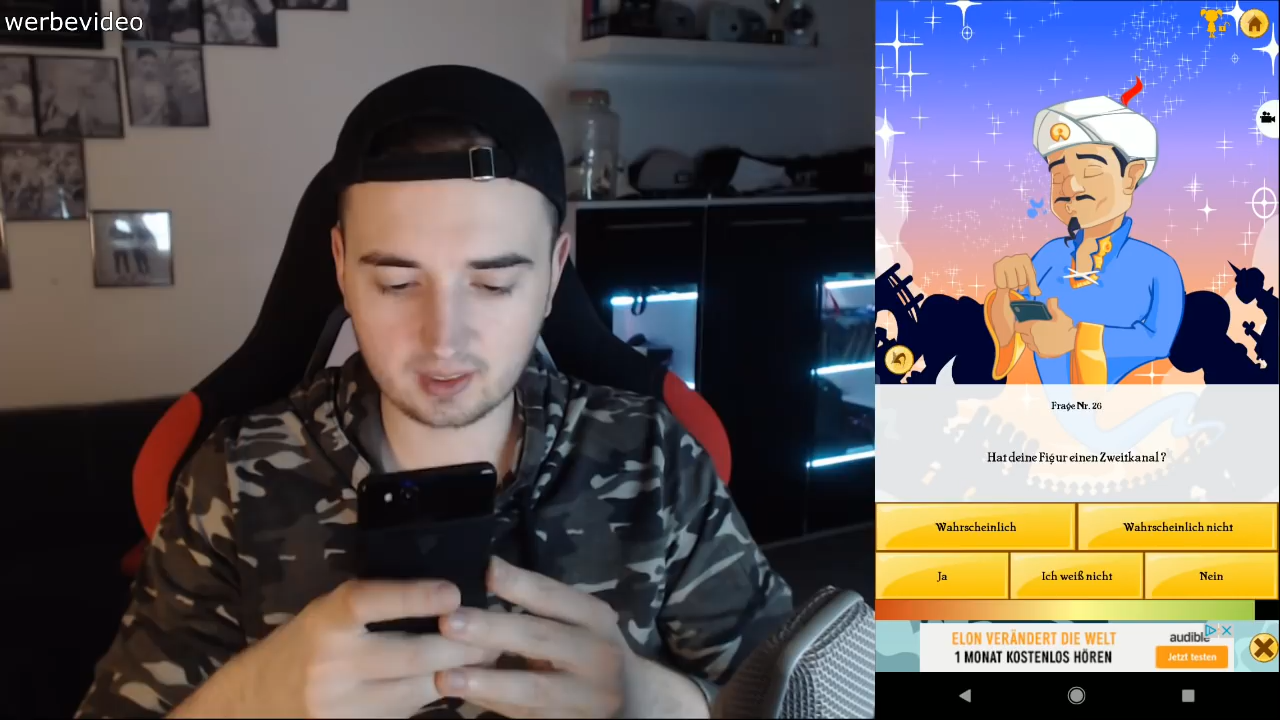 werbevideo
Frage Nr. 26
Hat deine Figur einen Zweitkanal ?
Wahrscheinlich
Wahrscheinlich nicht
Ja
Ich weiß nicht
Nein
ELON VERÄNDERT DIE WELT
1 MONAT KOSTENLOS HÖREN
audible
Jetzt testen